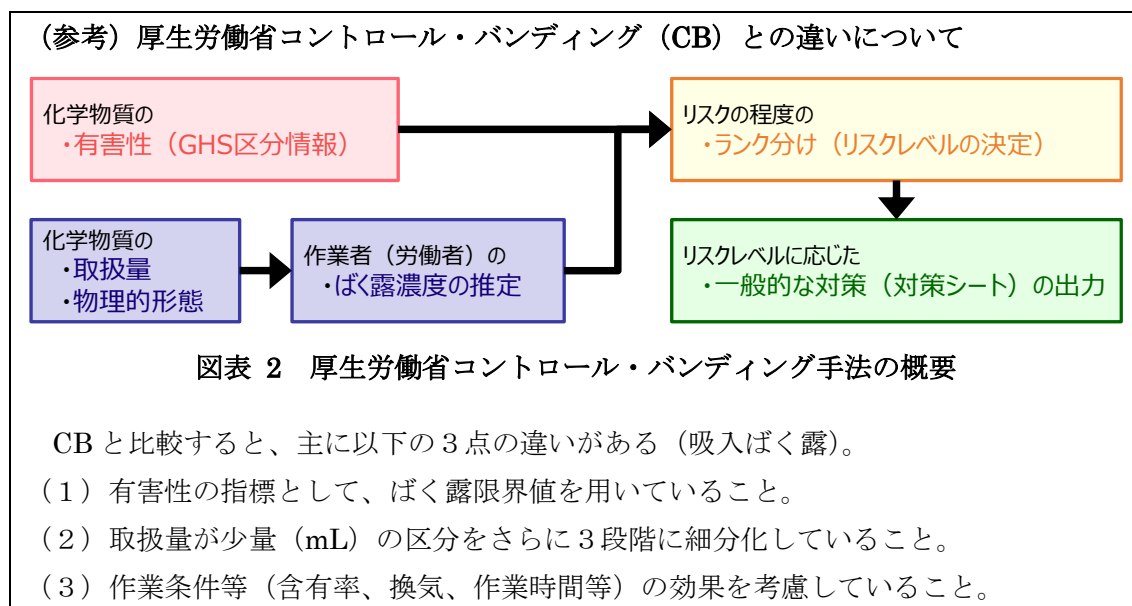 （参考）厚生労働省コントロール・バンディング（CB）との違いについて
化学物質の
・有害性（GHS区分情報）
リスクの程度の
・ランク分け（リスクレベルの決定）
化学物質の
・取扱量
・物理的形態
作業者（労働者）の
・ばく露濃度の推定
リスクレベルに応じた
・一般的な対策（対策シート）の出力
図表 2　厚生労働省コントロール・バンディング手法の概要
CB と比較すると、主に以下の３点の違いがある（吸入ばく露）。
（１）有害性の指標として、ばく露限界値を用いていること。
（２）取扱量が少量（mL）の区分をさらに３段階に細分化していること。
（３）作業条件等（含有率、換気、作業時間等）の効果を考慮していること。